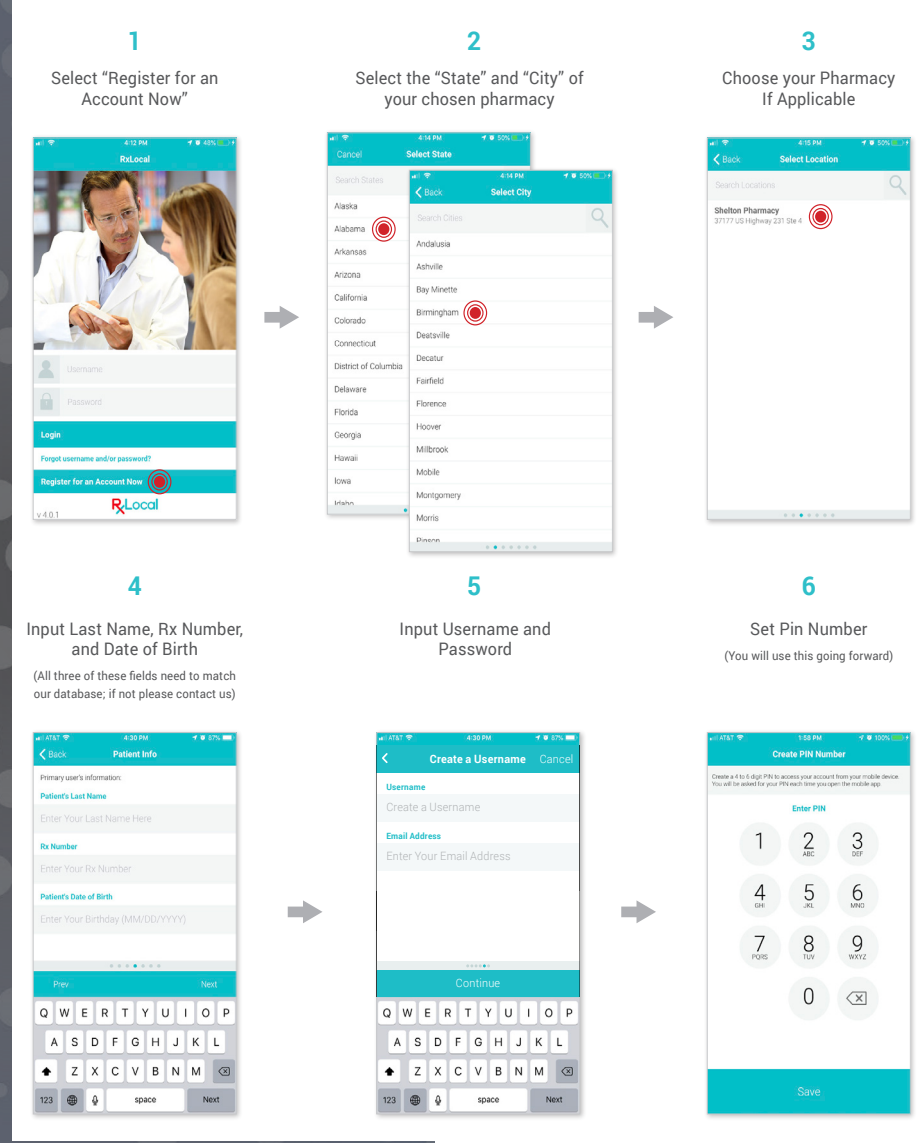 1
Select “Register for an
Account Now”
4:12 PM
48%
RxLocal
Username
Password
Login
Forgot username and/or password?
Register for an Account Now
RxLocal
v 4.0.1
2
Select the “State” and “City” of
your chosen pharmacy
4:14 PM
50%
Cancel
Select State
Search States
Alaska
Alabama
Arkansas
Arizona
California
Colorado
Connecticut
District of Columbia
Delaware
Florida
Georgia
Hawaii
Iowa
Idaho
4:14 PM
50%
Back
Select City
Search Cities
Andalusia
Ashville
Bay Minette
Birmingham
Deatsville
Decatur
Fairfield
Florence
Hoover
Millbrook
Mobile
Montgomery
Morris
Pinson
3
Choose your Pharmacy
If Applicable
4:15 PM
50%
Back
Select Location
Search Locations
Shelton Pharmacy
37177 US Highway 231 Ste 4
4
Input Last Name, Rx Number,
and Date of Birth
(All three of these fields need to match
our database; if not please contact us)
AT&T
4:30 PM
87%
Back
Patient Info
Primary user's information:
Patient's Last Name
Enter Your Last Name Here
Rx Number
Enter Your Rx Number
Patient's Date of Birth
Enter Your Birthday (MM/DD/YYYY)
Prev
Next
Q W E R T Y U I O P
A S D F G H J K L
Z X C V B N M
123 space Next
5
Input Username and
Password
AT&T
4:30 PM
87%
Create a Username
Cancel
Username
Create a Username
Email Address
Enter Your Email Address
Continue
Q W E R T Y U I O P
A S D F G H J K L
Z X C V B N M
123 space Next
6
Set Pin Number
(You will use this going forward)
AT&T
1:58 PM
100%
Create PIN Number
Create a 4 to 6 digit PIN to access your account from your mobile device.
You will be asked for your PIN each time you open the mobile app.
Enter PIN
1 2 3
ABC DEF
4 5 6
GHI JKL MNO
7 8 9
PQRS TUV WXYZ
0
Save